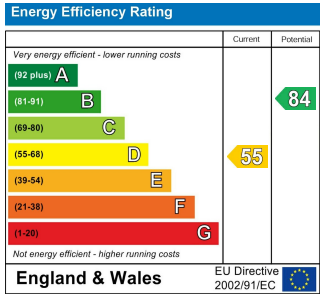 Energy Efficiency Rating
Current Potential
Very energy efficient - lower running costs
(92 plus) A
(81-91) B
84
(69-80) C
(55-68) D
55
(39-54) E
(21-38) F
(1-20) G
Not energy efficient - higher running costs
England & Wales
EU Directive
2002/91/EC